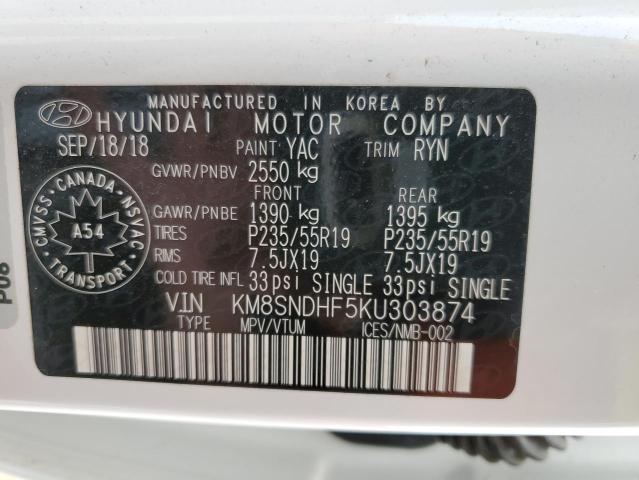 MANUFACTURED IN KOREA BY
HYUNDAI MOTOR COMPANY
SEP/18/18 PAINT YAC TRIM RYN
GVWR/PNBV 2550 kg
FRONT REAR
GAWR/PNBE 1390 kg 1395 kg
TIRES P235/55R19 P235/55R19
RIMS 7.5JX19 7.5JX19
COLD TIRE INFL 33psi SINGLE 33psi SINGLE
VIN KM8SNDHF5KU303874
TYPE MPV/VTUM ICES/NMB-002
CMVSS CANADA NSVAC
A54
TRANSPORT
P08